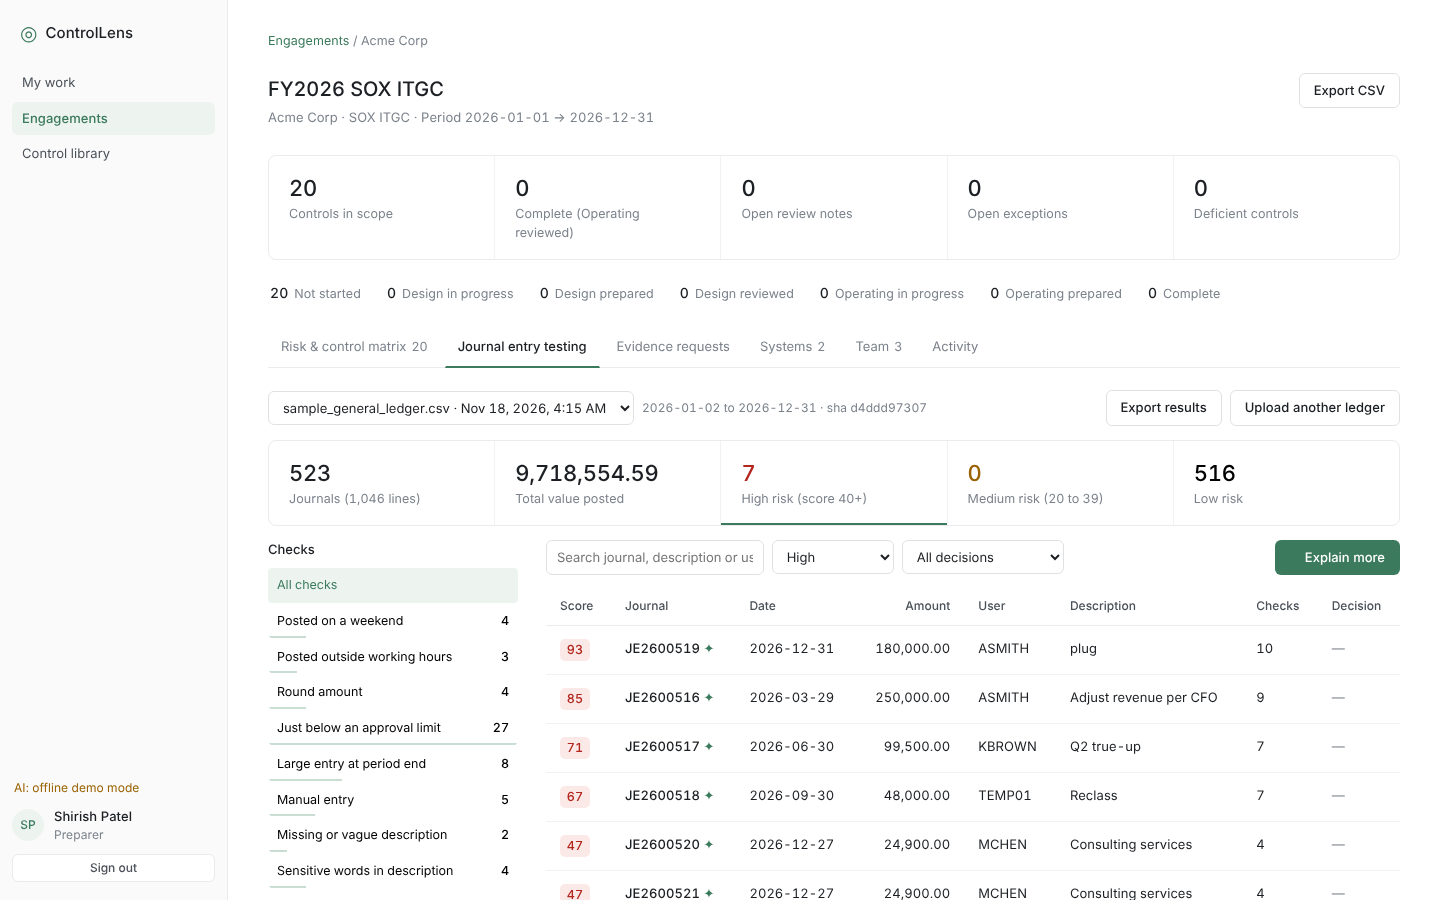 ControlLens
My work
Engagements
Control library
AI: offline demo mode
SP
Shirish Patel
Preparer
Sign out
Engagements / Acme Corp
FY2026 SOX ITGC
Export CSV
Acme Corp · SOX ITGC · Period 2026-01-01 → 2026-12-31
20
Controls in scope
0
Complete (Operating
reviewed)
0
Open review notes
0
Open exceptions
0
Deficient controls
20 Not started 0 Design in progress 0 Design prepared 0 Design reviewed 0 Operating in progress 0 Operating prepared 0 Complete
Risk & control matrix 20 Journal entry testing Evidence requests Systems 2 Team 3 Activity
sample_general_ledger.csv · Nov 18, 2026, 4:15 AM 2026-01-02 to 2026-12-31 · sha d4ddd97307 Export results Upload another ledger
523
Journals (1,046 lines)
9,718,554.59
Total value posted
7
High risk (score 40+)
0
Medium risk (20 to 39)
516
Low risk
Checks
All checks
Posted on a weekend 4
Posted outside working hours 3
Round amount 4
Just below an approval limit 27
Large entry at period end 8
Manual entry 5
Missing or vague description 2
Sensitive words in description 4
Search journal, description or us High All decisions Explain more
Score Journal Date Amount User Description Checks Decision
93 JE2600519 ✦ 2026-12-31 180,000.00 ASMITH plug 10 —
85 JE2600516 ✦ 2026-03-29 250,000.00 ASMITH Adjust revenue per CFO 9 —
71 JE2600517 ✦ 2026-06-30 99,500.00 KBROWN Q2 true-up 7 —
67 JE2600518 ✦ 2026-09-30 48,000.00 TEMP01 Reclass 7 —
47 JE2600520 ✦ 2026-12-27 24,900.00 MCHEN Consulting services 4 —
47 JE2600521 ✦ 2026-12-27 24,900.00 MCHEN Consulting services 4 —